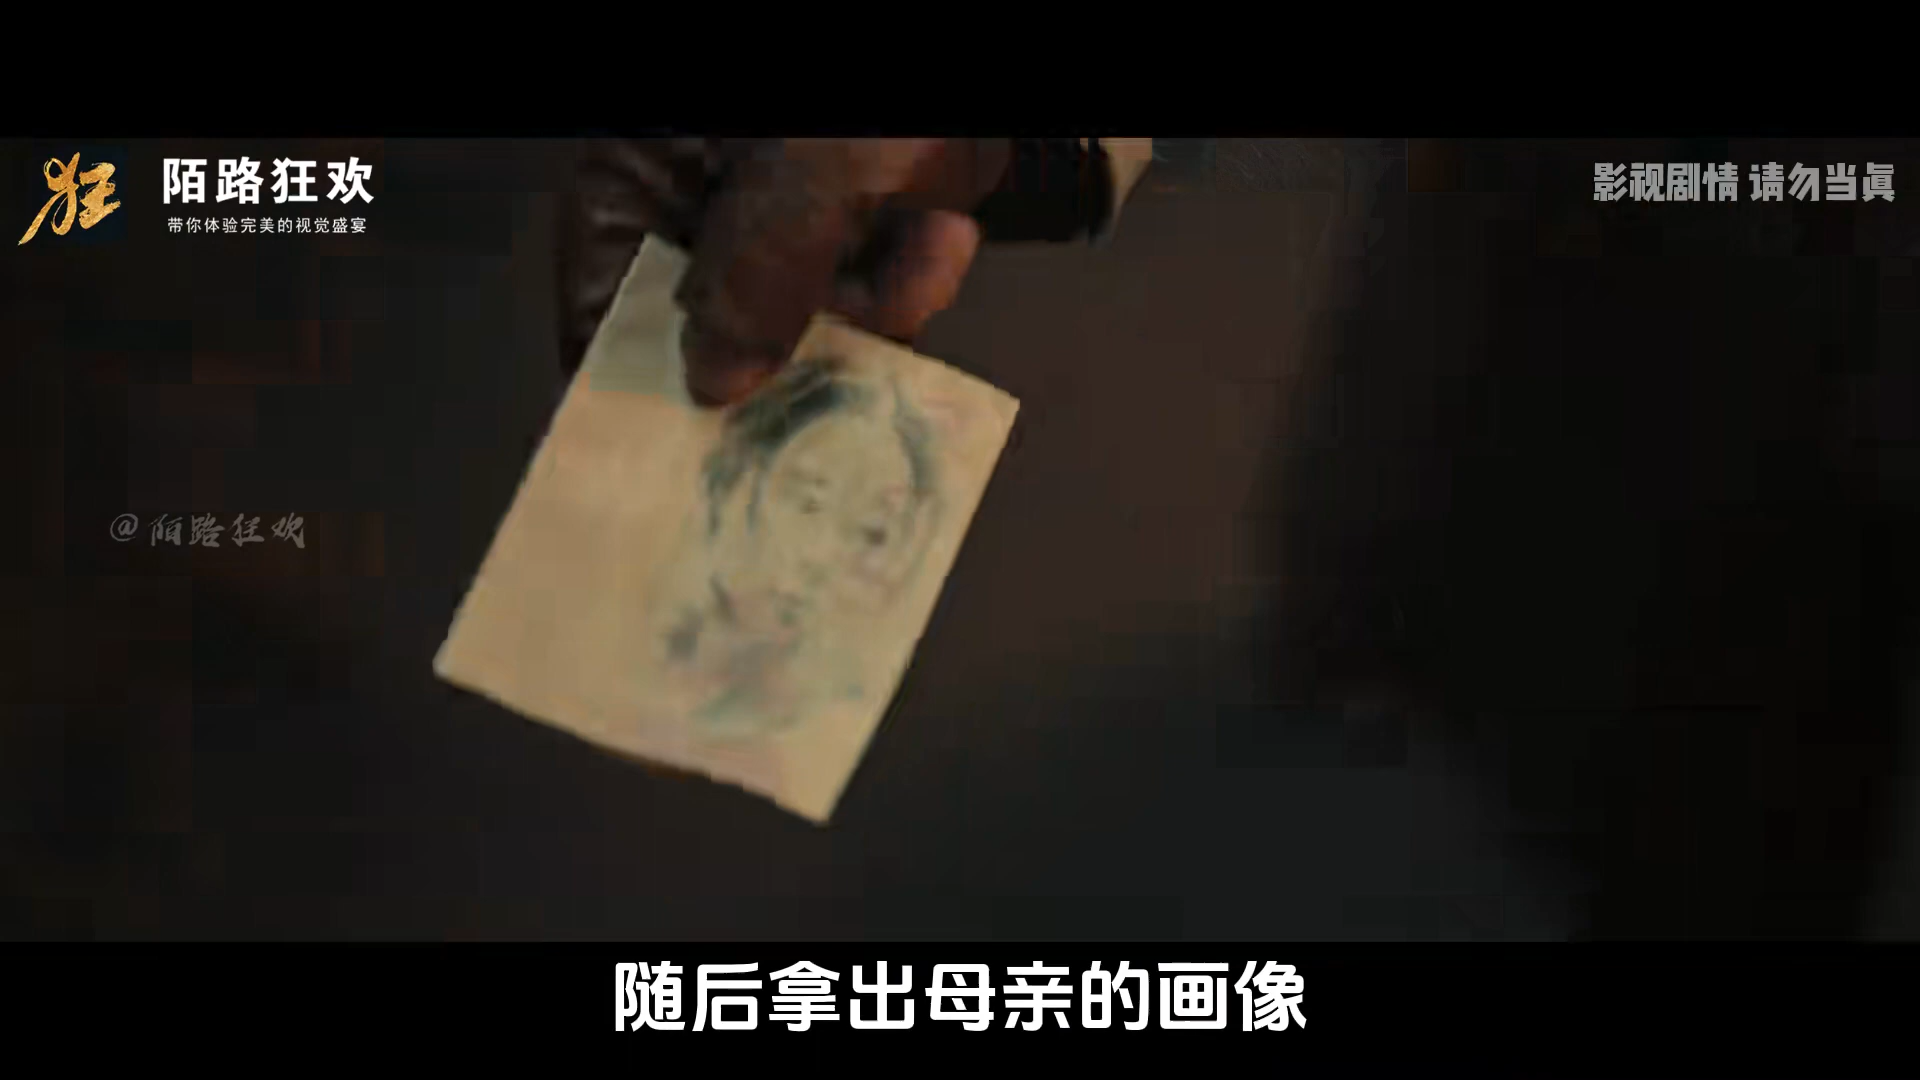 狂
陌路狂欢
带你体验完美的视觉盛宴
影视剧情 请勿当真
@陌路狂欢
随后拿出母亲的画像